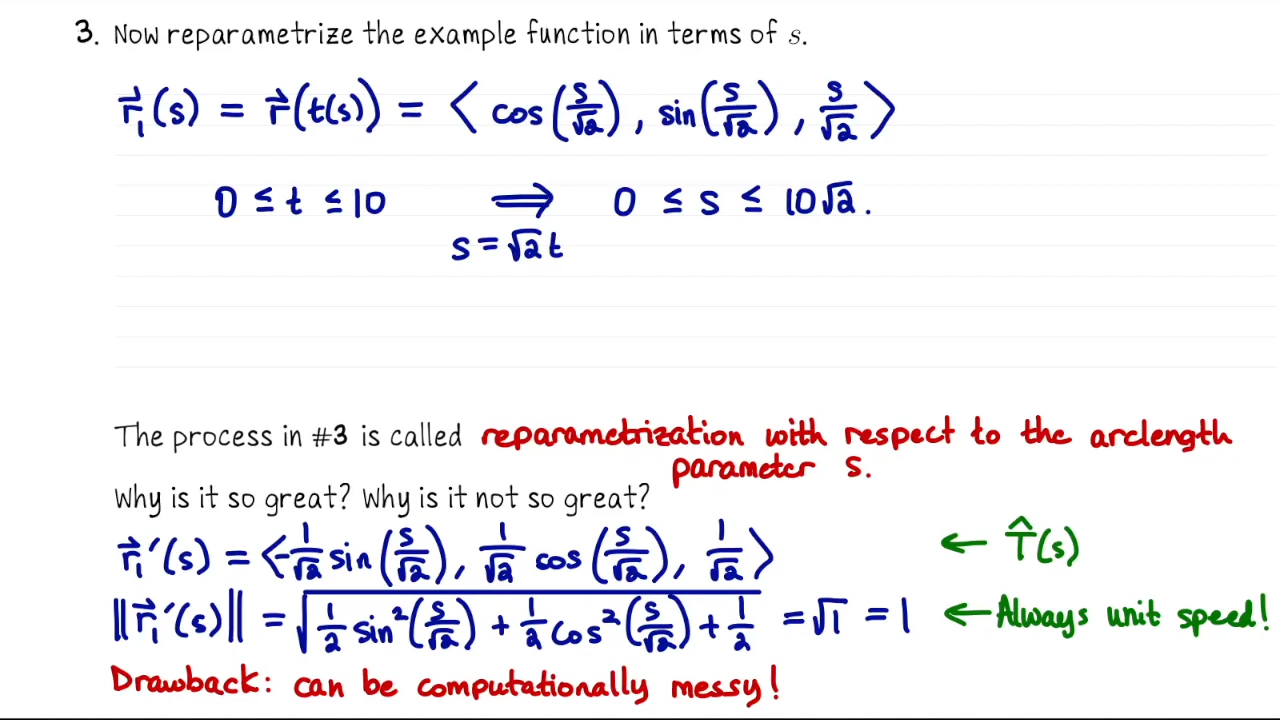 3. Now reparametrize the example function in terms of s.
r⃗₁(s) = r⃗(t(s)) = ⟨ cos(s/√2), sin(s/√2), s/√2 ⟩
0 ≤ t ≤ 10 ⟹ 0 ≤ s ≤ 10√2.
s = √2 t
The process in #3 is called reparametrization with respect to the arclength
parameter s.
Why is it so great? Why is it not so great?
r⃗₁′(s) = ⟨-1/√2 sin(s/√2), 1/√2 cos(s/√2), 1/√2⟩ ← T̂(s)
‖r⃗₁′(s)‖ = √(1/2 sin²(s/√2) + 1/2 cos²(s/√2) + 1/2) = √1 = 1 ← Always unit speed!
Drawback: can be computationally messy!